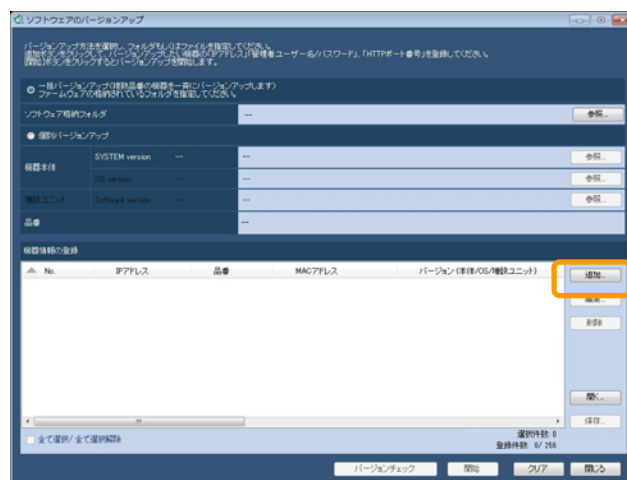 ソフトウェアのバージョンアップ
バージョンアップ方法を選択し、フォルダもしくはファイルを指定してください。
追加ボタンをクリックして、バージョンアップしたい機器の「IPアドレス」「管理者ユーザー名/パスワード」、「HTTPポート番号」を登録してください。
開始ボタンをクリックするとバージョンアップを開始します。
一括バージョンアップ(複数品番の機器を一斉にバージョンアップします)
ファームウェアの格納されているフォルダを指定してください。
ソフトウェア格納フォルダ --- 参照...
個別バージョンアップ
機器本体 SYSTEM version --- --- 参照...
OS version --- --- 参照...
増設ユニット Software version --- --- 参照...
品番 ---
機器情報の登録
No. IPアドレス 品番 MACアドレス バージョン(本体/OS/増設ユニット) 追加...
編集...
削除
開く...
保存...
全て選択/全て選択解除
選択件数: 0
登録件数: 0/ 256
バージョンチェック 開始 クリア 閉じる